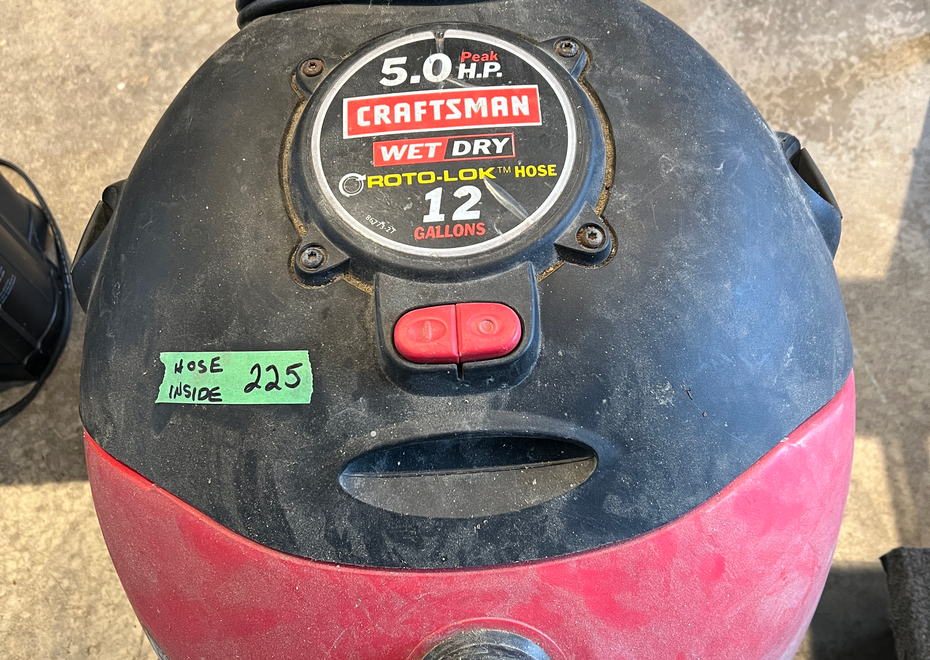 5.0 Peak H.P.
CRAFTSMAN
WET DRY
ROTO-LOK™ HOSE
12
GALLONS
HOSE
INSIDE 225